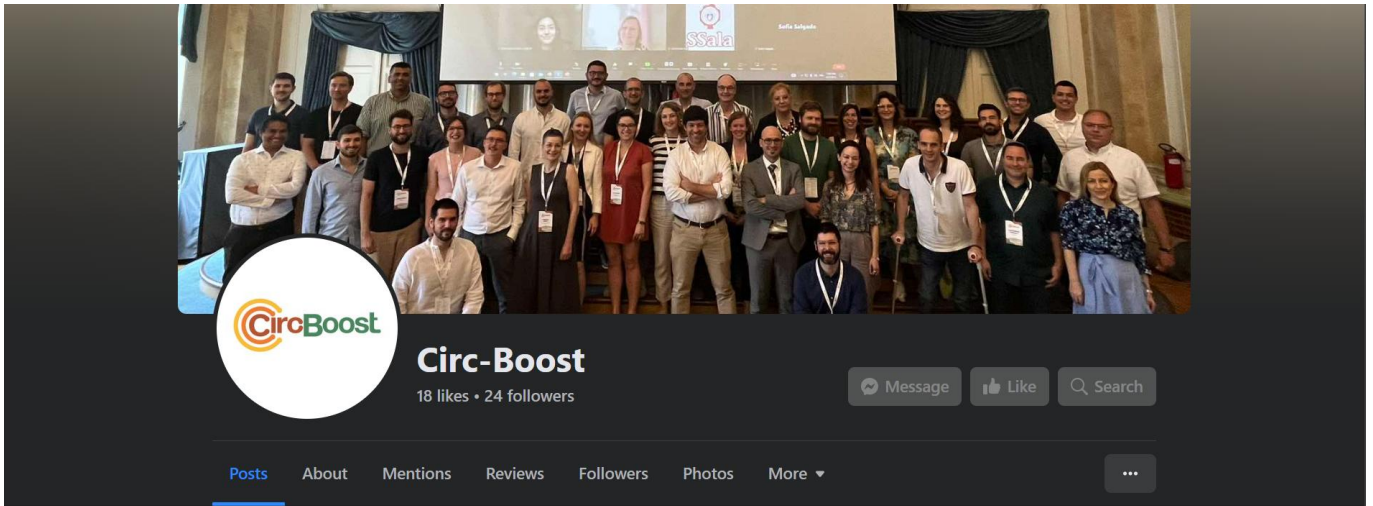 SSala
Sofia Salgado
CircBoost
Circ-Boost
18 likes • 24 followers
Message
Like
Search
Posts
About
Mentions
Reviews
Followers
Photos
More